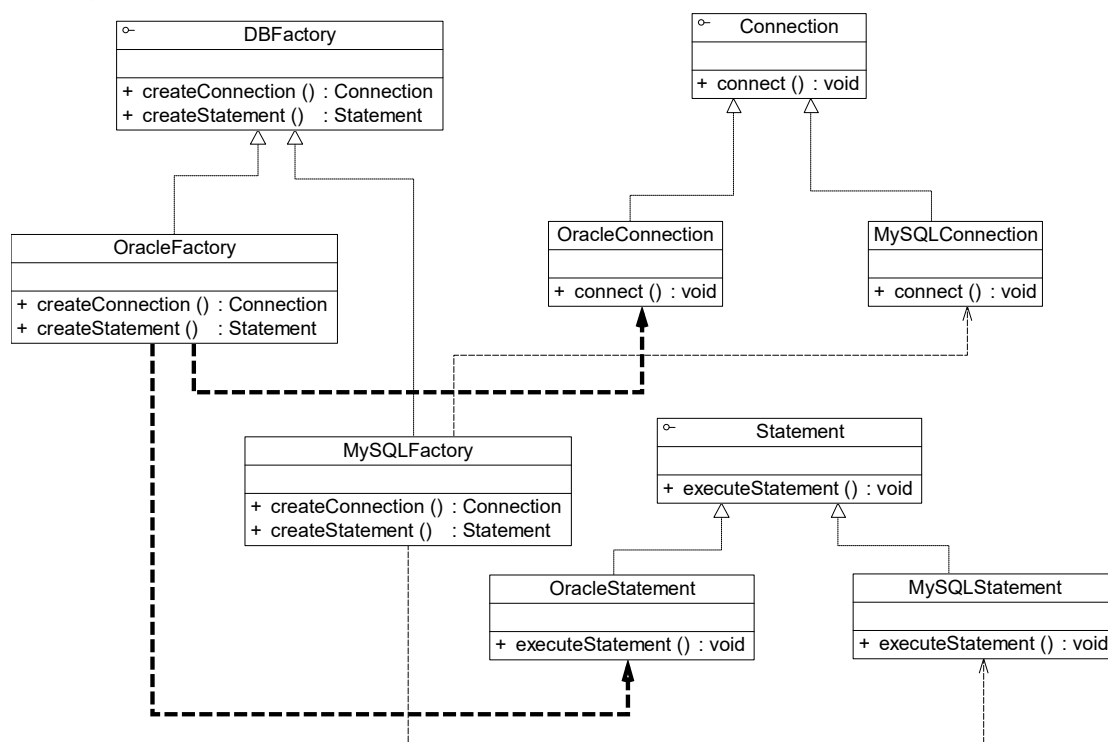 DBFactory
+ createConnection () : Connection
+ createStatement () : Statement
Connection
+ connect () : void
OracleFactory
+ createConnection () : Connection
+ createStatement () : Statement
OracleConnection
+ connect () : void
MySQLConnection
+ connect () : void
MySQLFactory
+ createConnection () : Connection
+ createStatement () : Statement
Statement
+ executeStatement () : void
OracleStatement
+ executeStatement () : void
MySQLStatement
+ executeStatement () : void